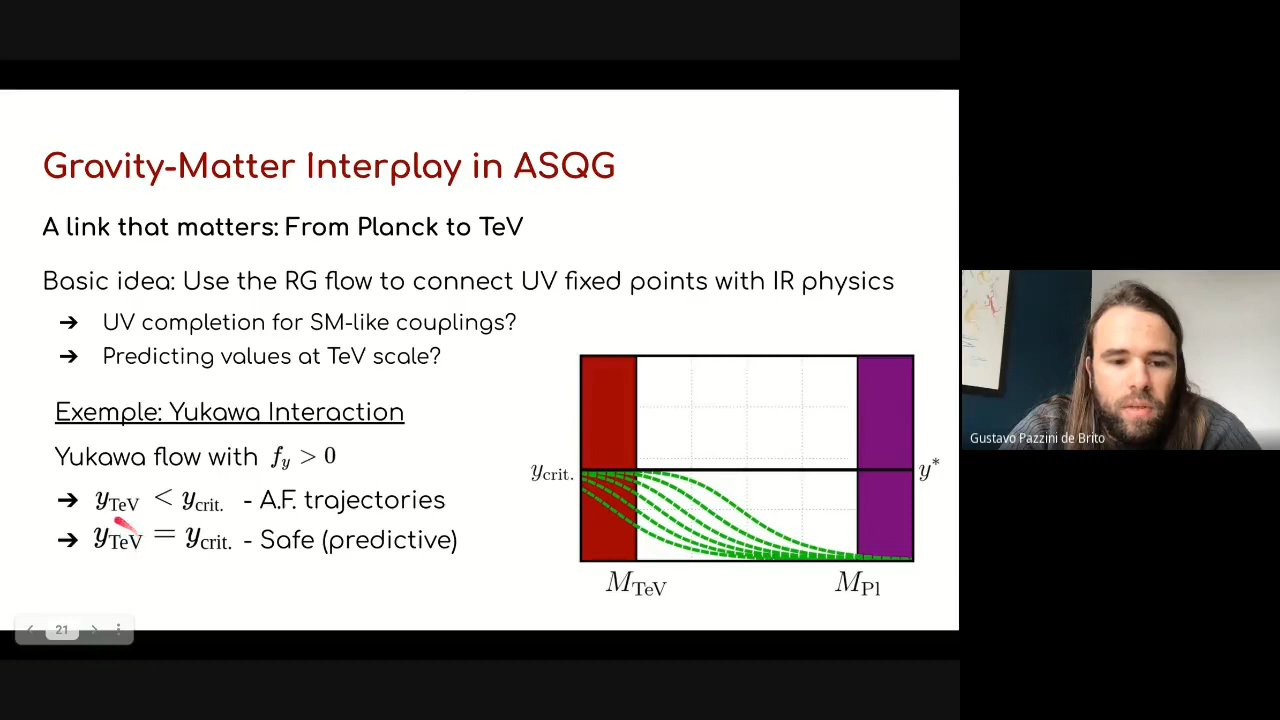 Gravity-Matter Interplay in ASQG
A link that matters: From Planck to TeV
Basic idea: Use the RG flow to connect UV fixed points with IR physics
➔ UV completion for SM-like couplings?
➔ Predicting values at TeV scale?
Exemple: Yukawa Interaction
Yukawa flow with f_y > 0
➔ y_TeV < y_crit. - A.F. trajectories
➔ y_TeV = y_crit. - Safe (predictive)
y_crit.
y*
M_TeV
M_Pl
21
Gustavo Pazzini de Brito